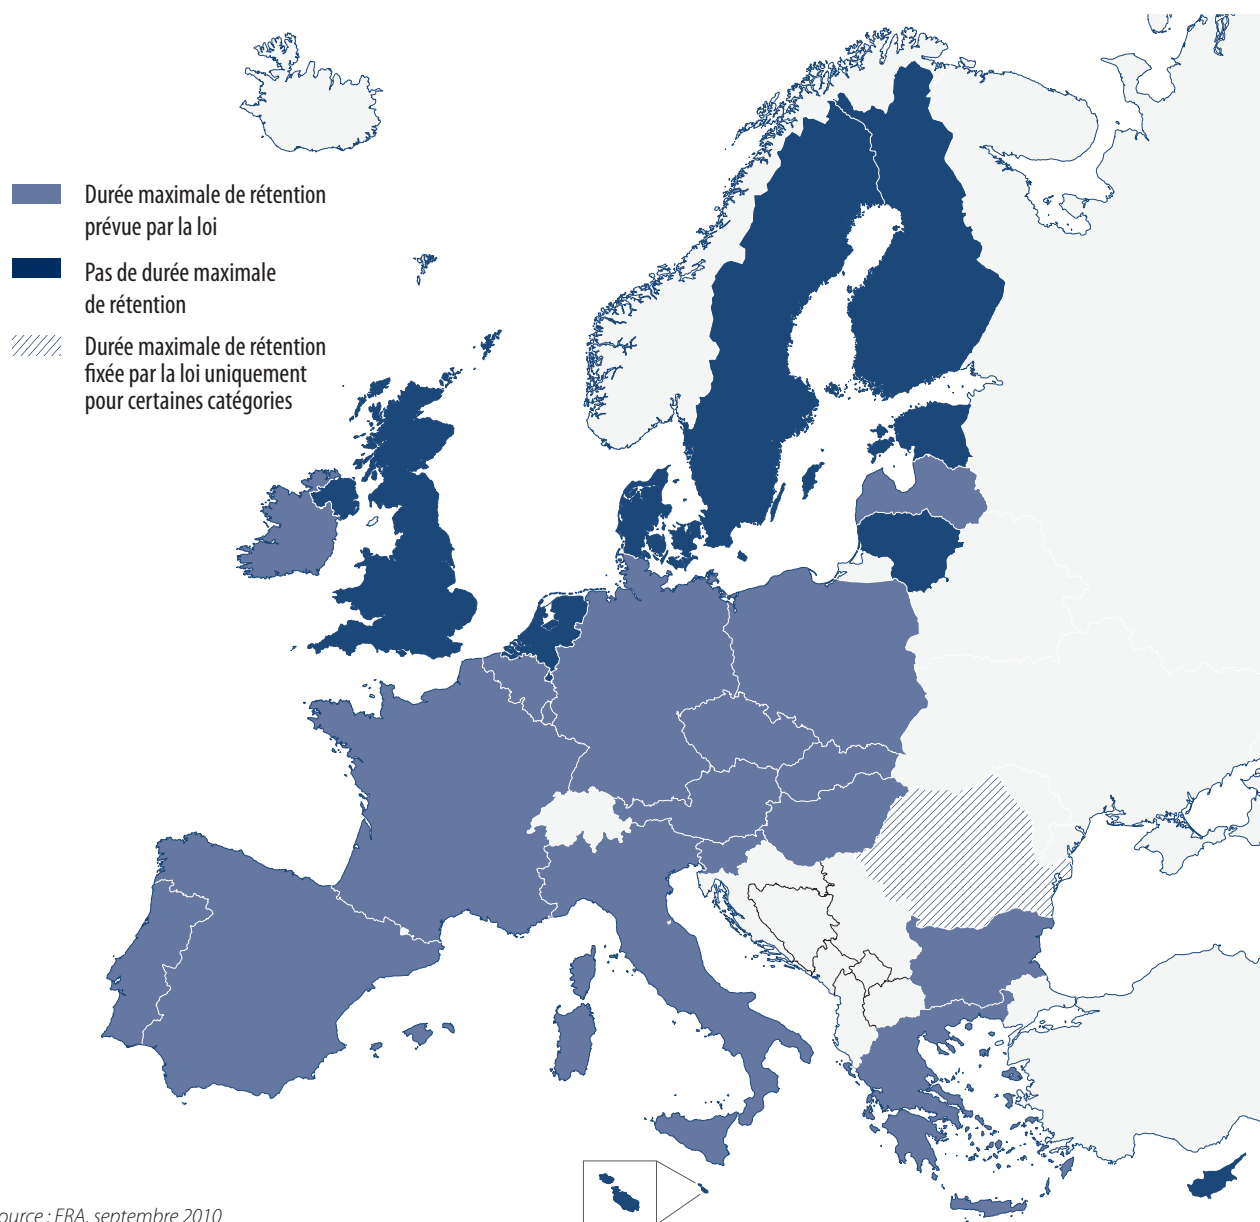 Durée maximale de rétention
prévue par la loi
Pas de durée maximale
de rétention
Durée maximale de rétention
fixée par la loi uniquement
pour certaines catégories
ource : FRA, septembre 2010